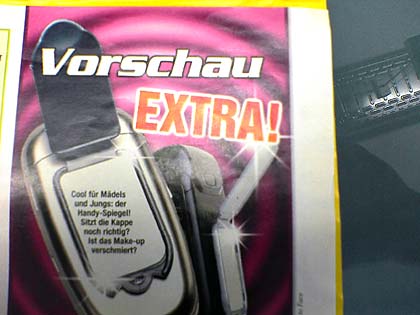 Vorschau
EXTRA!
Cool für Mädels
und Jungs: der
Handy-Spiegel!
Sitzt die Kappe
noch richtig?
Ist das Make-up
verschmiert?